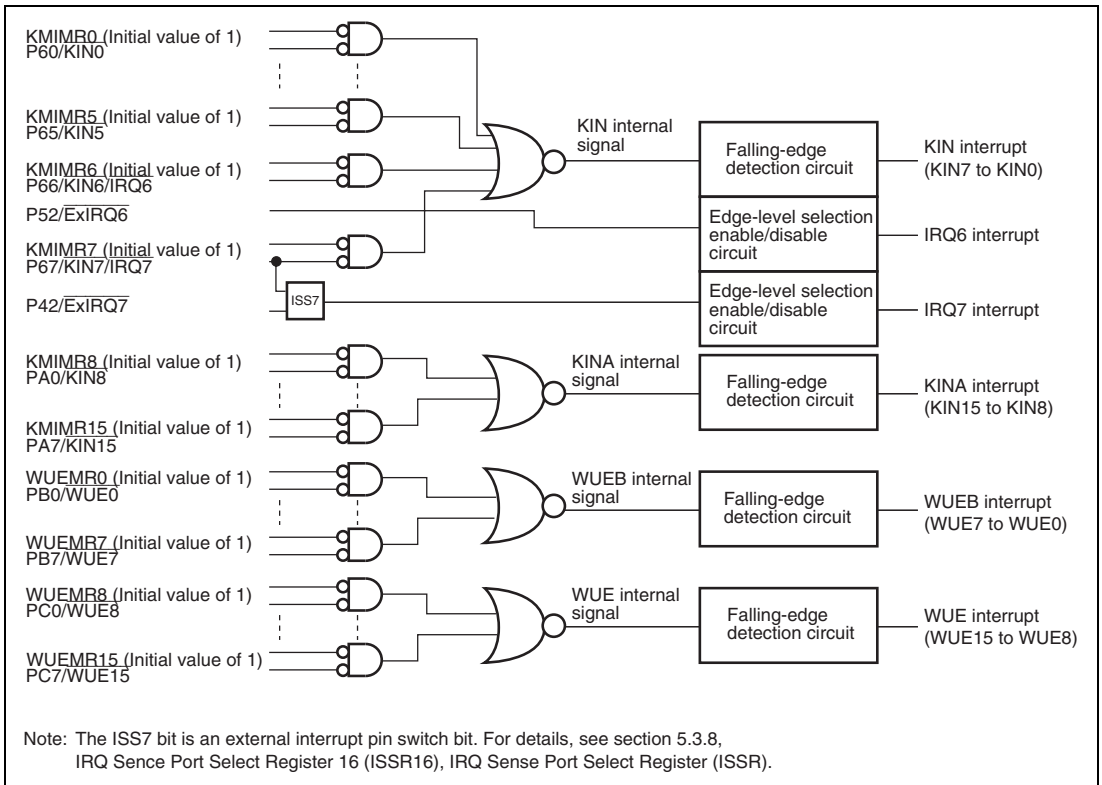 KMIMR0 (Initial value of 1)
P60/KIN0
KMIMR5 (Initial value of 1)
P65/KIN5
KMIMR6 (Initial value of 1)
P66/KIN6/IRQ6
P52/ExIRQ6
KMIMR7 (Initial value of 1)
P67/KIN7/IRQ7
P42/ExIRQ7
ISS7
KIN internal
signal
Falling-edge
detection circuit
KIN interrupt
(KIN7 to KIN0)
Edge-level selection
enable/disable
circuit
IRQ6 interrupt
Edge-level selection
enable/disable
circuit
IRQ7 interrupt
KMIMR8 (Initial value of 1)
PA0/KIN8
KMIMR15 (Initial value of 1)
PA7/KIN15
KINA internal
signal
Falling-edge
detection circuit
KINA interrupt
(KIN15 to KIN8)
WUEMR0 (Initial value of 1)
PB0/WUE0
WUEMR7 (Initial value of 1)
PB7/WUE7
WUEB internal
signal
Falling-edge
detection circuit
WUEB interrupt
(WUE7 to WUE0)
WUEMR8 (Initial value of 1)
PC0/WUE8
WUEMR15 (Initial value of 1)
PC7/WUE15
WUE internal
signal
Falling-edge
detection circuit
WUE interrupt
(WUE15 to WUE8)
Note: The ISS7 bit is an external interrupt pin switch bit. For details, see section 5.3.8,
IRQ Sence Port Select Register 16 (ISSR16), IRQ Sense Port Select Register (ISSR).